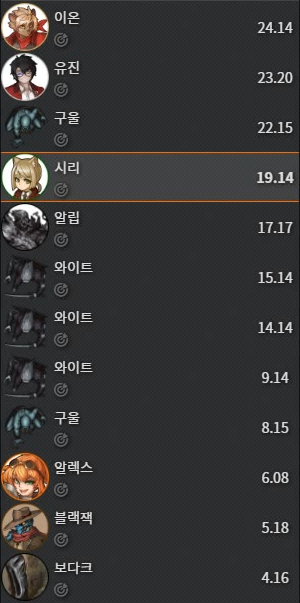 이온
24.14
유진
23.20
구울
22.15
시리
19.14
알립
17.17
와이트
15.14
와이트
14.14
와이트
9.14
구울
8.15
알렉스
6.08
블랙잭
5.18
보다크
4.16